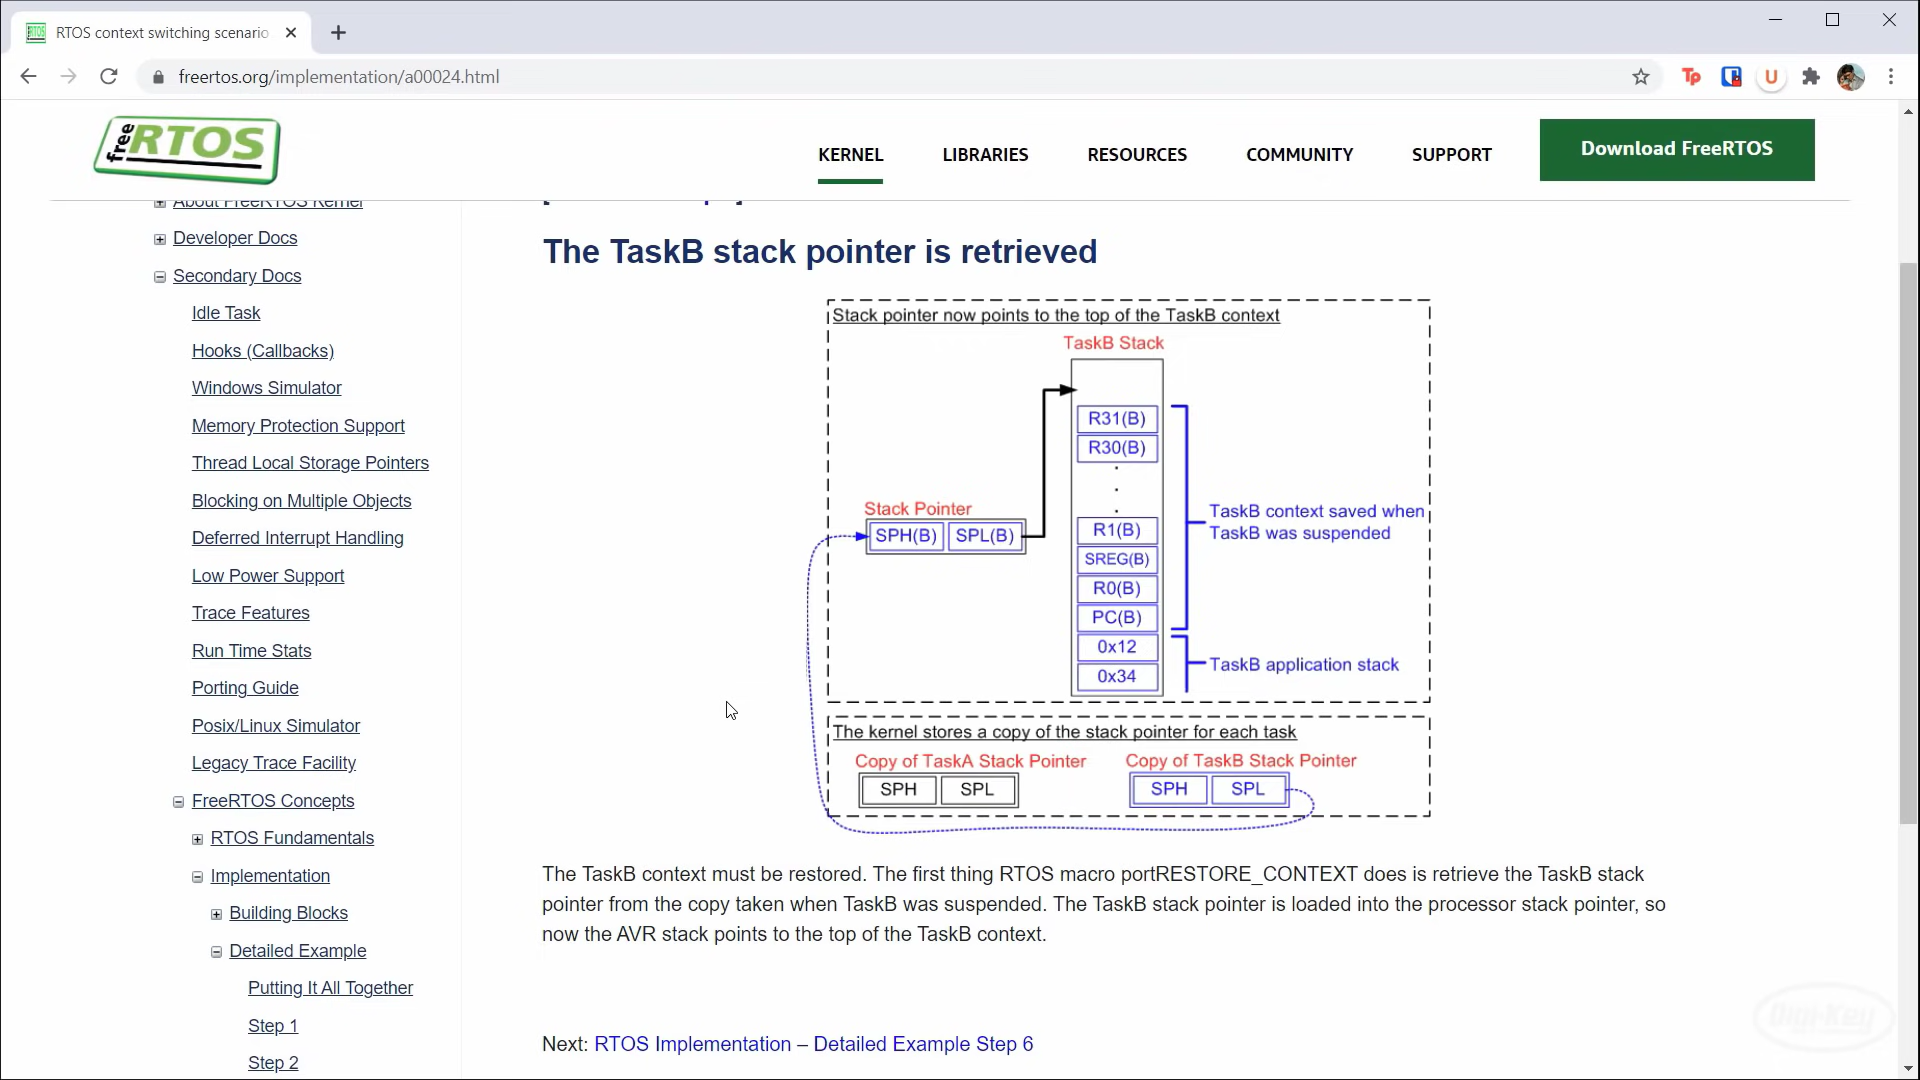 RTOS context switching scenario
freertos.org/implementation/a00024.html
Tp
U
freeRTOS
KERNEL
LIBRARIES
RESOURCES
COMMUNITY
SUPPORT
Download FreeRTOS
About FreeRTOS Kernel
Developer Docs
Secondary Docs
Idle Task
Hooks (Callbacks)
Windows Simulator
Memory Protection Support
Thread Local Storage Pointers
Blocking on Multiple Objects
Deferred Interrupt Handling
Low Power Support
Trace Features
Run Time Stats
Porting Guide
Posix/Linux Simulator
Legacy Trace Facility
FreeRTOS Concepts
RTOS Fundamentals
Implementation
Building Blocks
Detailed Example
Putting It All Together
Step 1
Step 2
The TaskB stack pointer is retrieved
Stack pointer now points to the top of the TaskB context
TaskB Stack
R31(B)
R30(B)
Stack Pointer
SPH(B) SPL(B)
R1(B)
SREG(B)
R0(B)
PC(B)
0x12
0x34
TaskB context saved when
TaskB was suspended
TaskB application stack
The kernel stores a copy of the stack pointer for each task
Copy of TaskA Stack Pointer
SPH SPL
Copy of TaskB Stack Pointer
SPH SPL
The TaskB context must be restored. The first thing RTOS macro portRESTORE_CONTEXT does is retrieve the TaskB stack
pointer from the copy taken when TaskB was suspended. The TaskB stack pointer is loaded into the processor stack pointer, so
now the AVR stack points to the top of the TaskB context.
Next: RTOS Implementation – Detailed Example Step 6
Digi-Key